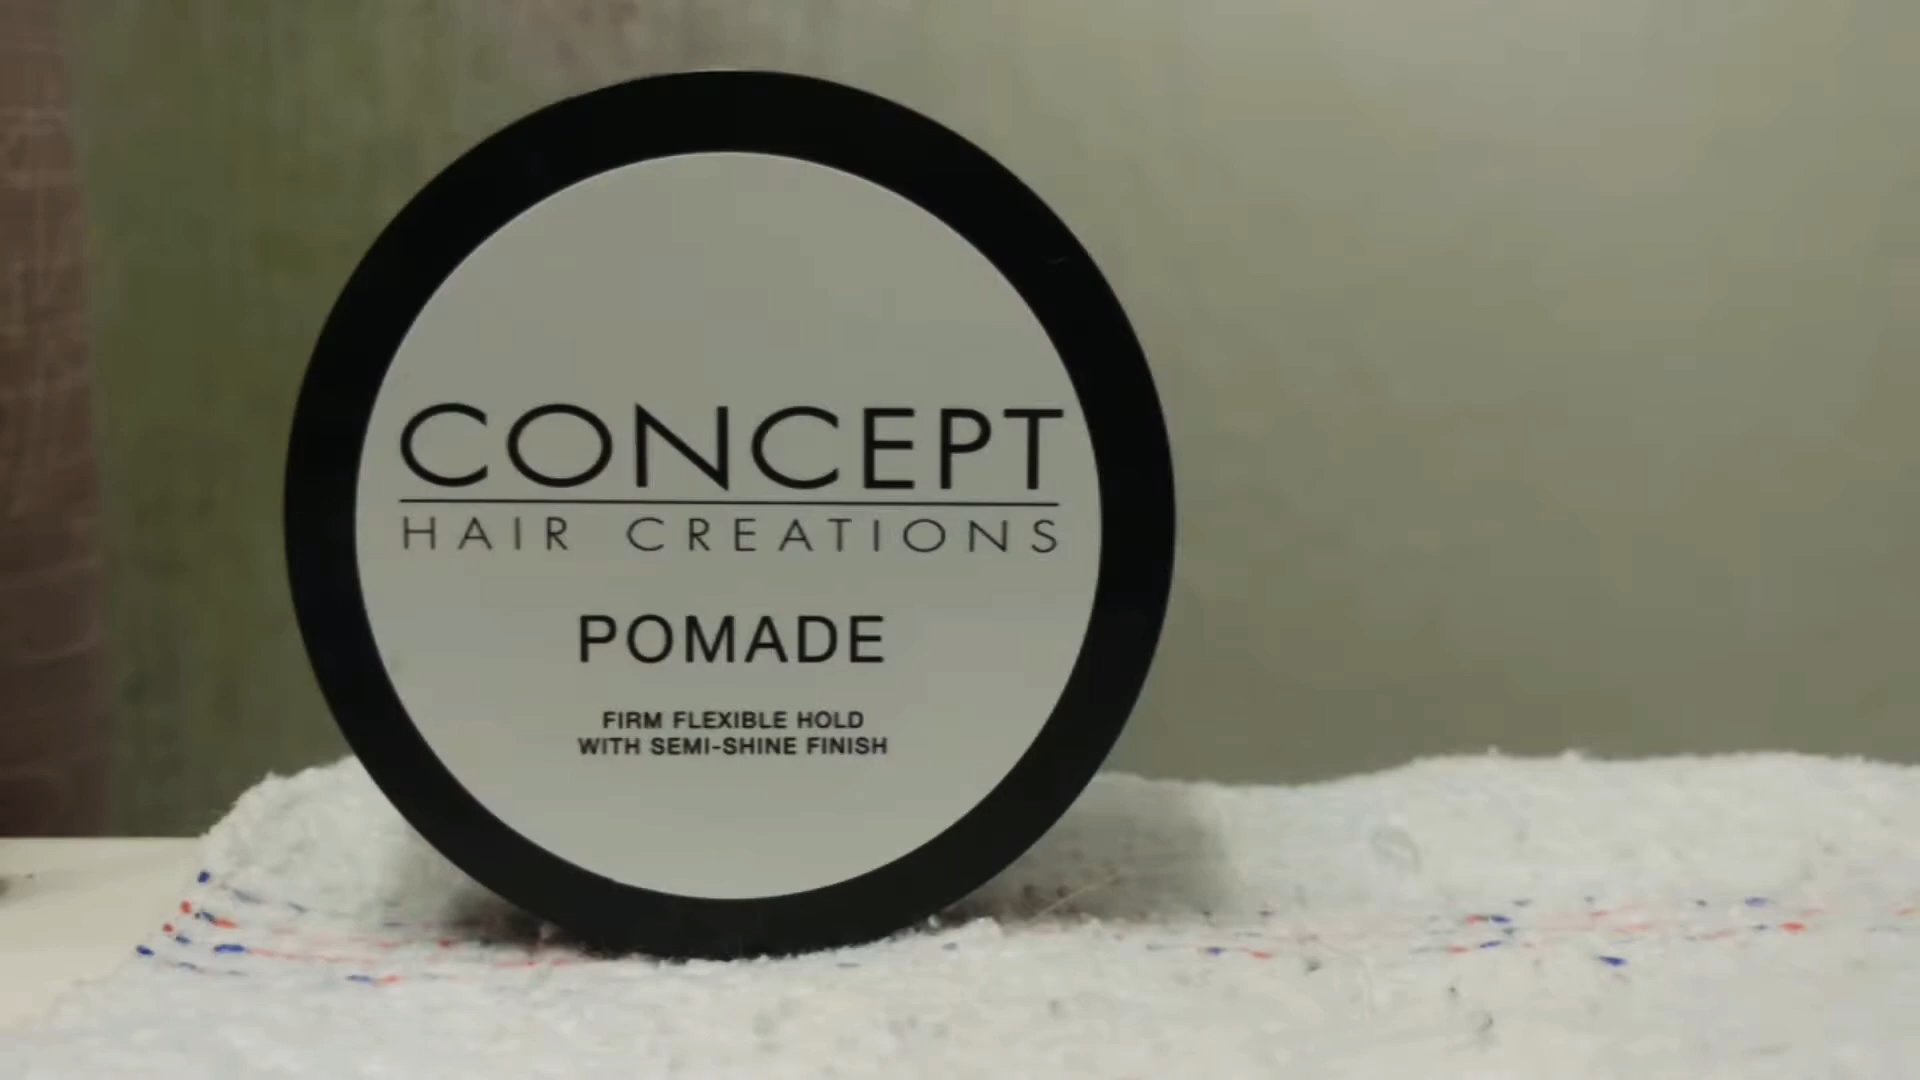 CONCEPT
HAIR CREATIONS
POMADE
FIRM FLEXIBLE HOLD
WITH SEMI-SHINE FINISH